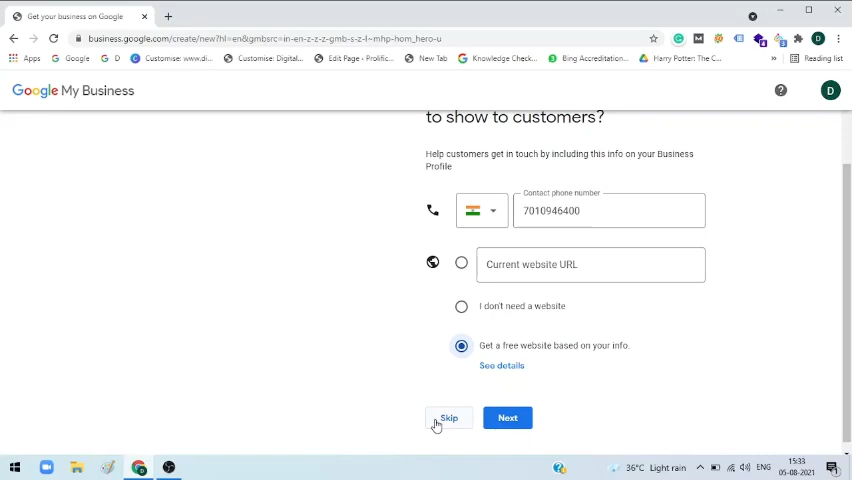 Get your business on Google
business.google.com/create/new?hl=en&gmbsrc=in-en-z-z-z-gmb-s-z-l~mhp-hom_hero-u
Apps Google G D Customise: www.di... Customise: Digital... Edit Page - Prolific... New Tab Knowledge Check... Bing Accreditation... Harry Potter: The C... » Reading list
Google My Business D
to show to customers?
Help customers get in touch by including this info on your Business
Profile
Contact phone number
7010946400
Current website URL
I don't need a website
Get a free website based on your info.
See details
Skip Next
36°C Light rain ENG
15:33
05-08-2021